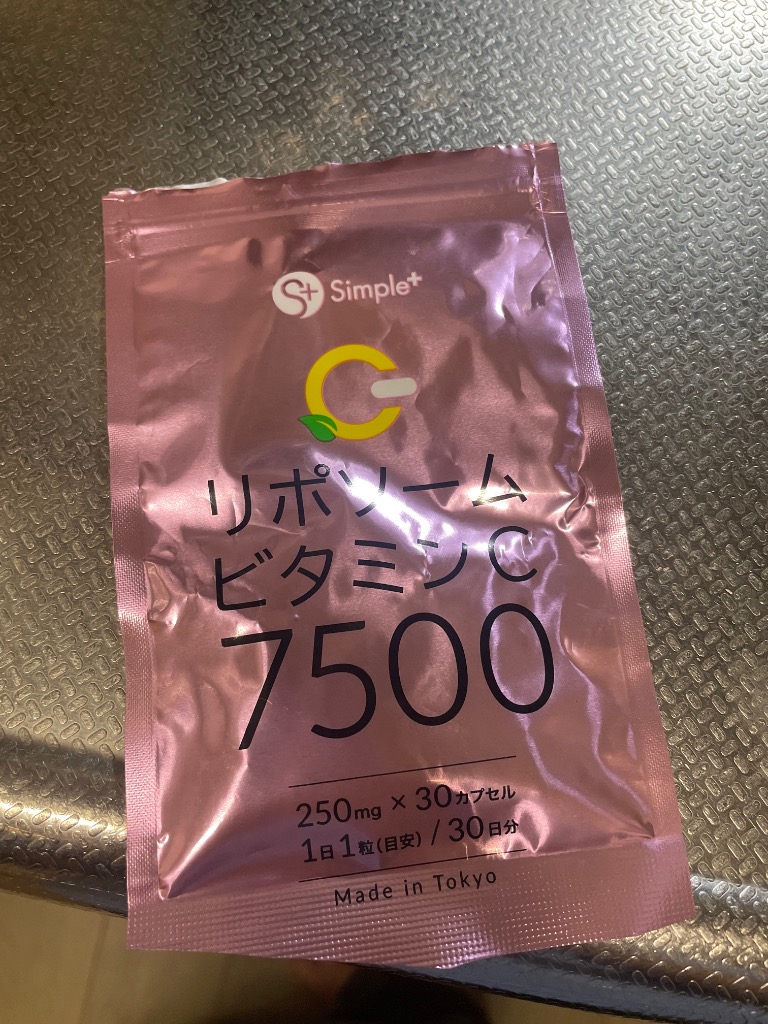 S+ Simple+
C
リポソーム
ビタミンC
7500
250mg × 30カプセル
1日1粒(目安) / 30日分
Made in Tokyo